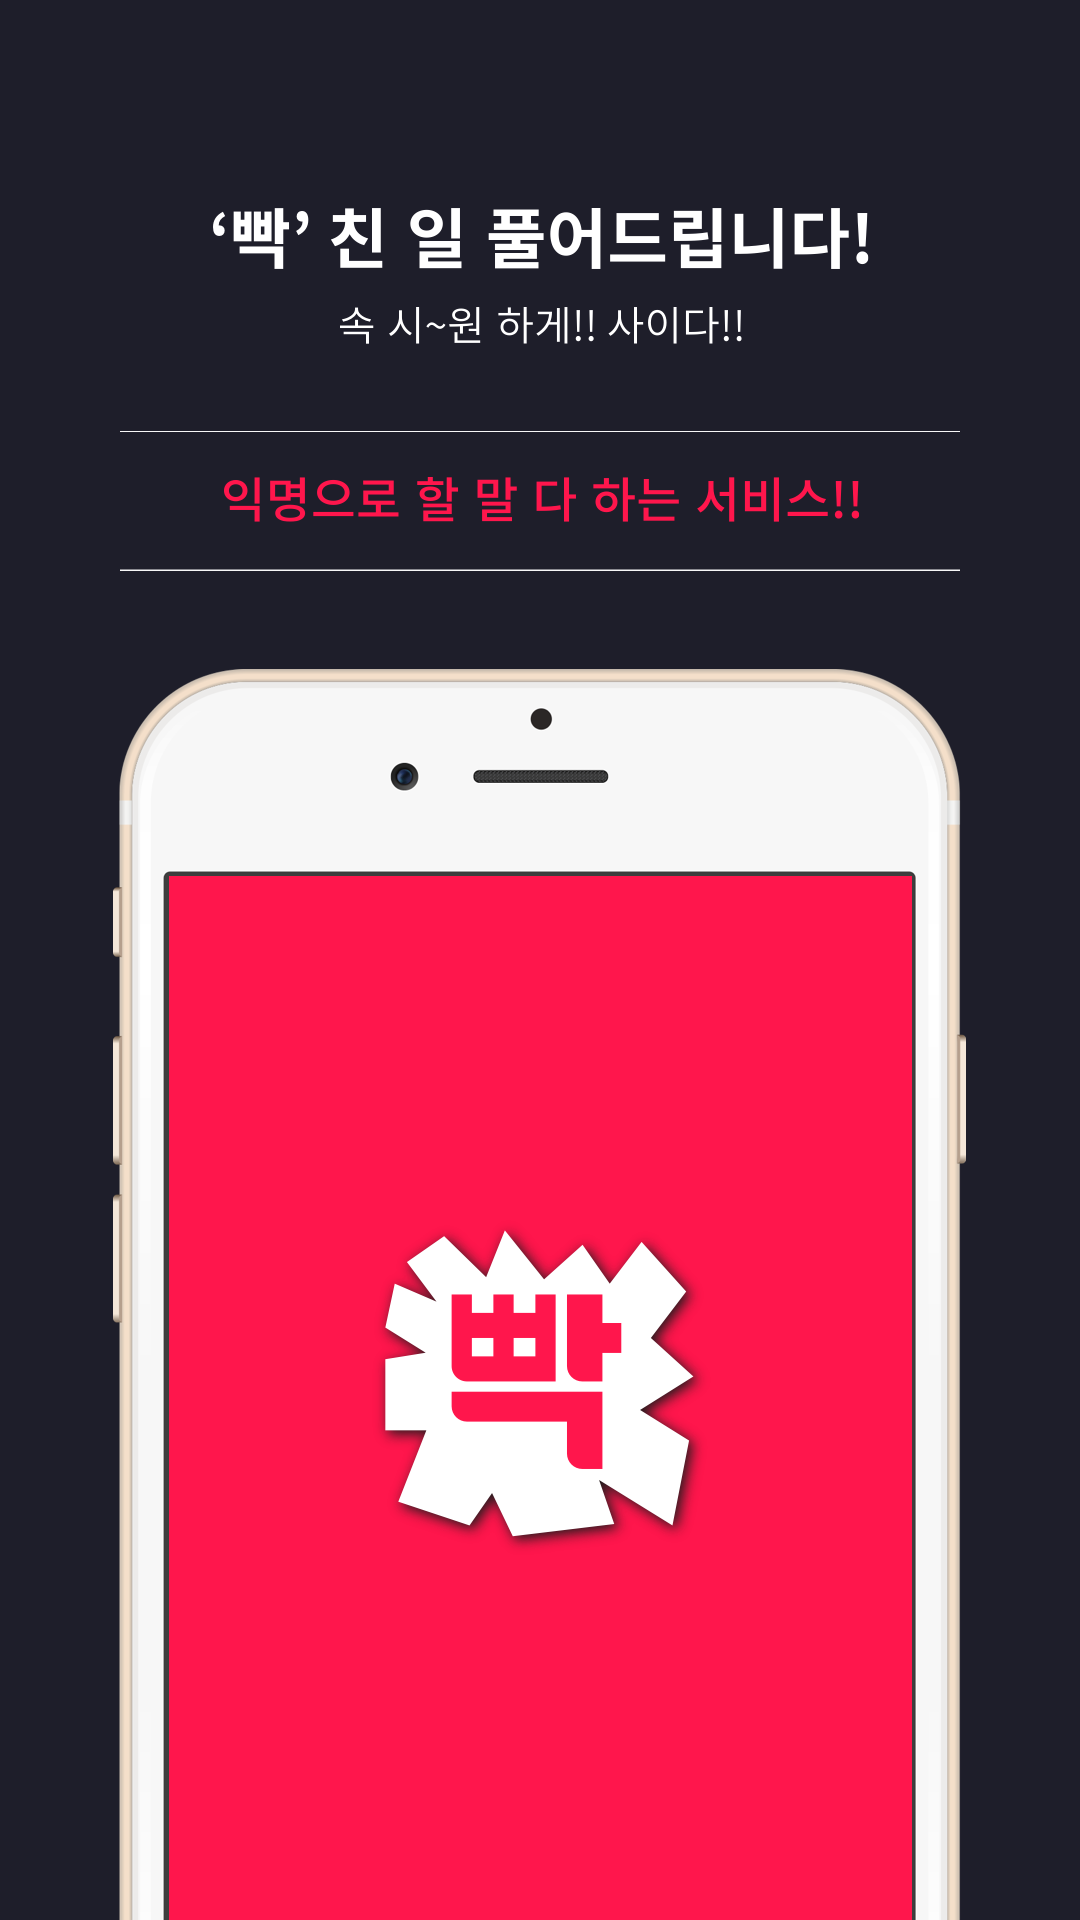 ‘빡’ 친 일 풀어드립니다!
속 시~원 하게!! 사이다!!
익명으로 할 말 다 하는 서비스!!
빡